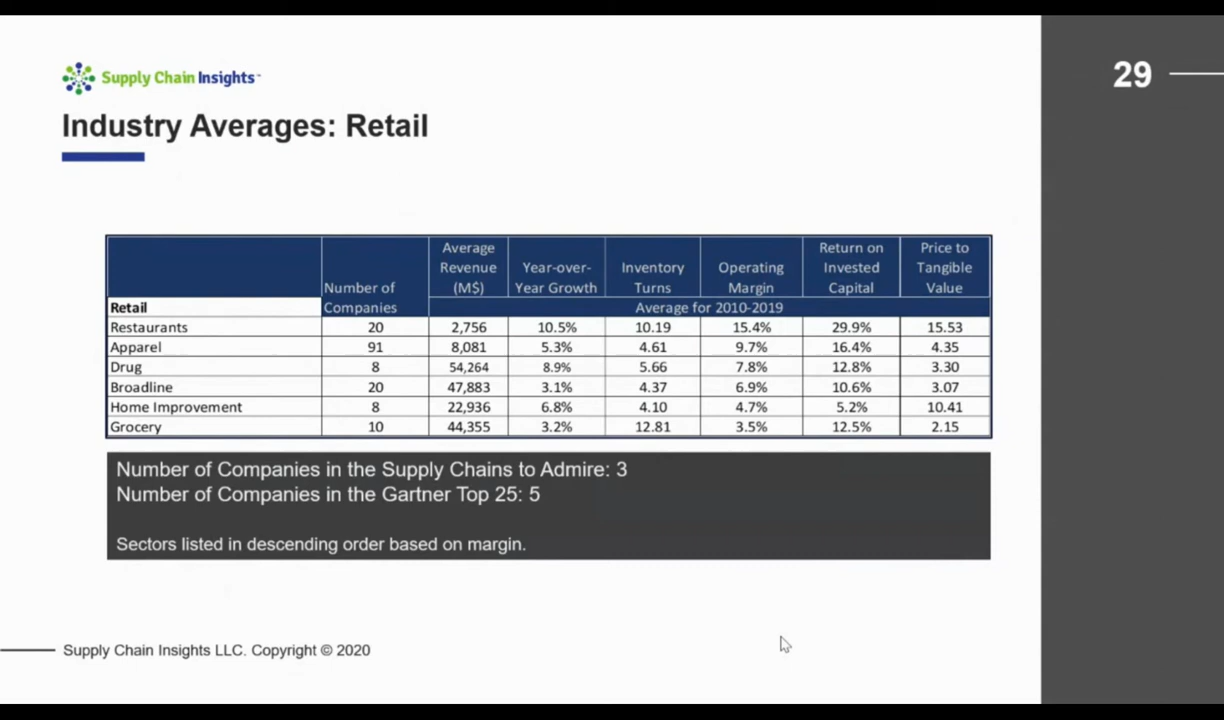 29
Supply Chain Insights™
Industry Averages: Retail
Retail Number of Companies Average Revenue (M$) Year-over-Year Growth Inventory Turns Operating Margin Return on Invested Capital Price to Tangible Value
Average for 2010-2019
Restaurants 20 2,756 10.5% 10.19 15.4% 29.9% 15.53
Apparel 91 8,081 5.3% 4.61 9.7% 16.4% 4.35
Drug 8 54,264 8.9% 5.66 7.8% 12.8% 3.30
Broadline 20 47,883 3.1% 4.37 6.9% 10.6% 3.07
Home Improvement 8 22,936 6.8% 4.10 4.7% 5.2% 10.41
Grocery 10 44,355 3.2% 12.81 3.5% 12.5% 2.15
Number of Companies in the Supply Chains to Admire: 3
Number of Companies in the Gartner Top 25: 5
Sectors listed in descending order based on margin.
Supply Chain Insights LLC. Copyright © 2020